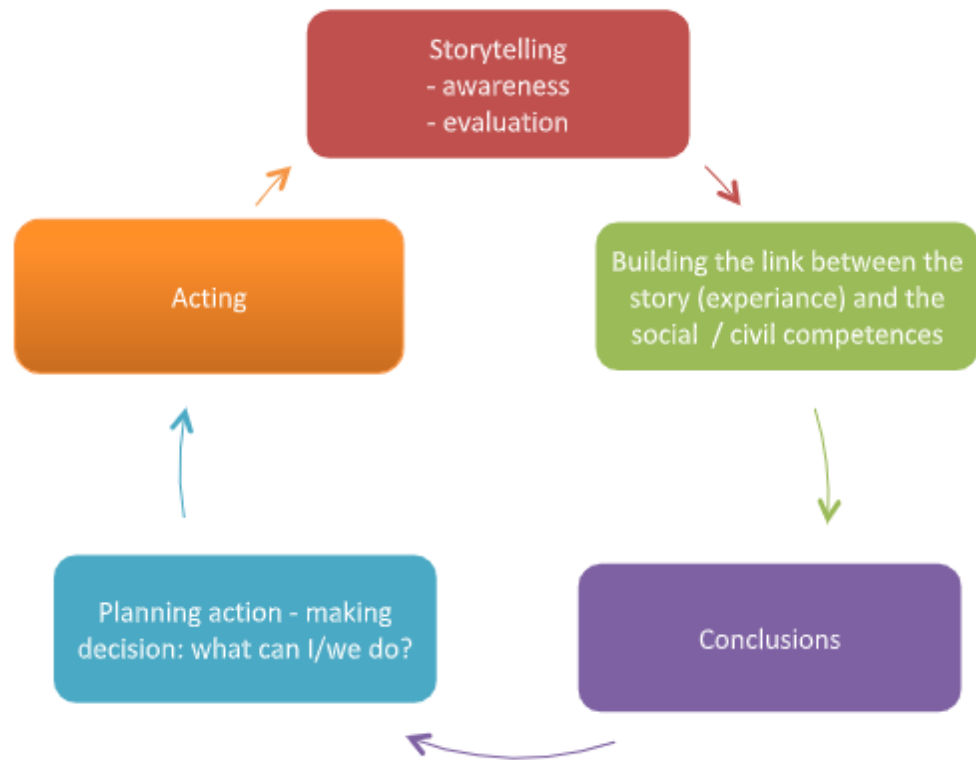 Storytelling
- awareness
- evaluation
Building the link between the
story (experiance) and the
social / civil competences
Conclusions
Planning action - making
decision: what can I/we do?
Acting